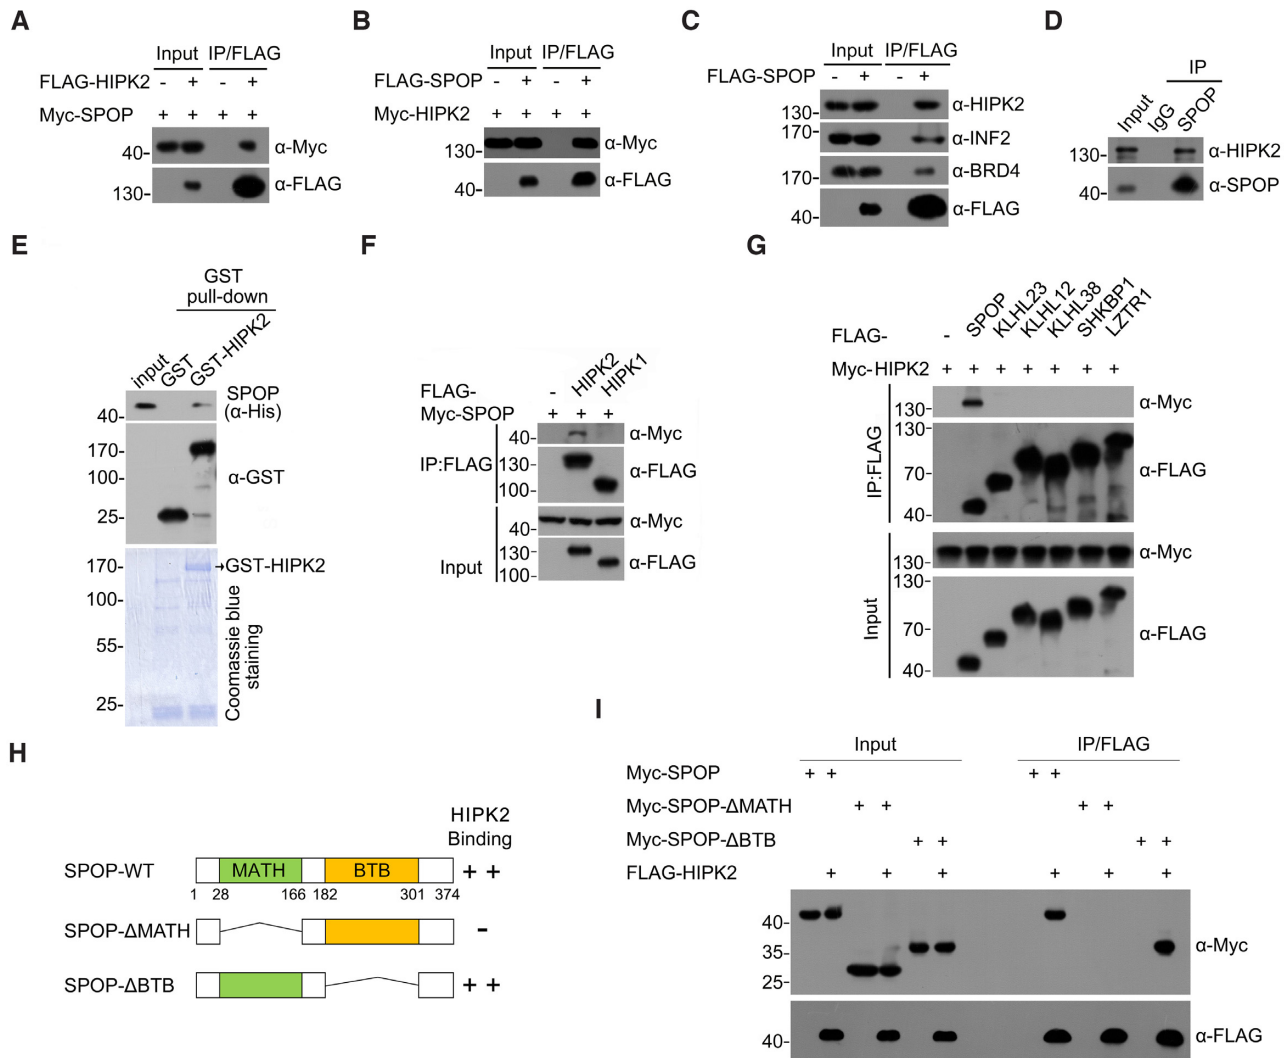 A
Input IP/FLAG
FLAG-HIPK2 - + - +
Myc-SPOP + + + +
40- α-Myc
130- α-FLAG
B
Input IP/FLAG
FLAG-SPOP - + - +
Myc-HIPK2 + + + +
130- α-Myc
40- α-FLAG
C
Input IP/FLAG
FLAG-SPOP - + - +
130- α-HIPK2
170- α-INF2
170- α-BRD4
40- α-FLAG
D
IP
Input IgG SPOP
130- α-HIPK2
40- α-SPOP
E
GST
pull-down
input GST GST-HIPK2
SPOP
40- (α-His)
170-
100- α-GST
25-
170- →GST-HIPK2
100-
55-
25-
Coomassie blue
staining
F
FLAG- - HIPK2 HIPK1
Myc-SPOP + + +
IP:FLAG
40- α-Myc
130- α-FLAG
100-
Input
40- α-Myc
130- α-FLAG
100-
G
FLAG- - SPOP KLHL23 KLHL12 KLHL38 SHKBP1 LZTR1
Myc-HIPK2 + + + + + + +
IP:FLAG
130- α-Myc
130-
70- α-FLAG
40-
Input
130- α-Myc
130-
70- α-FLAG
40-
H
HIPK2
Binding
SPOP-WT MATH BTB + +
1 28 166 182 301 374
SPOP-ΔMATH -
SPOP-ΔBTB + +
I
Input IP/FLAG
Myc-SPOP + + + +
Myc-SPOP-ΔMATH + + + +
Myc-SPOP-ΔBTB + + + +
FLAG-HIPK2 + + + + + +
40-
35- α-Myc
25-
40- α-FLAG